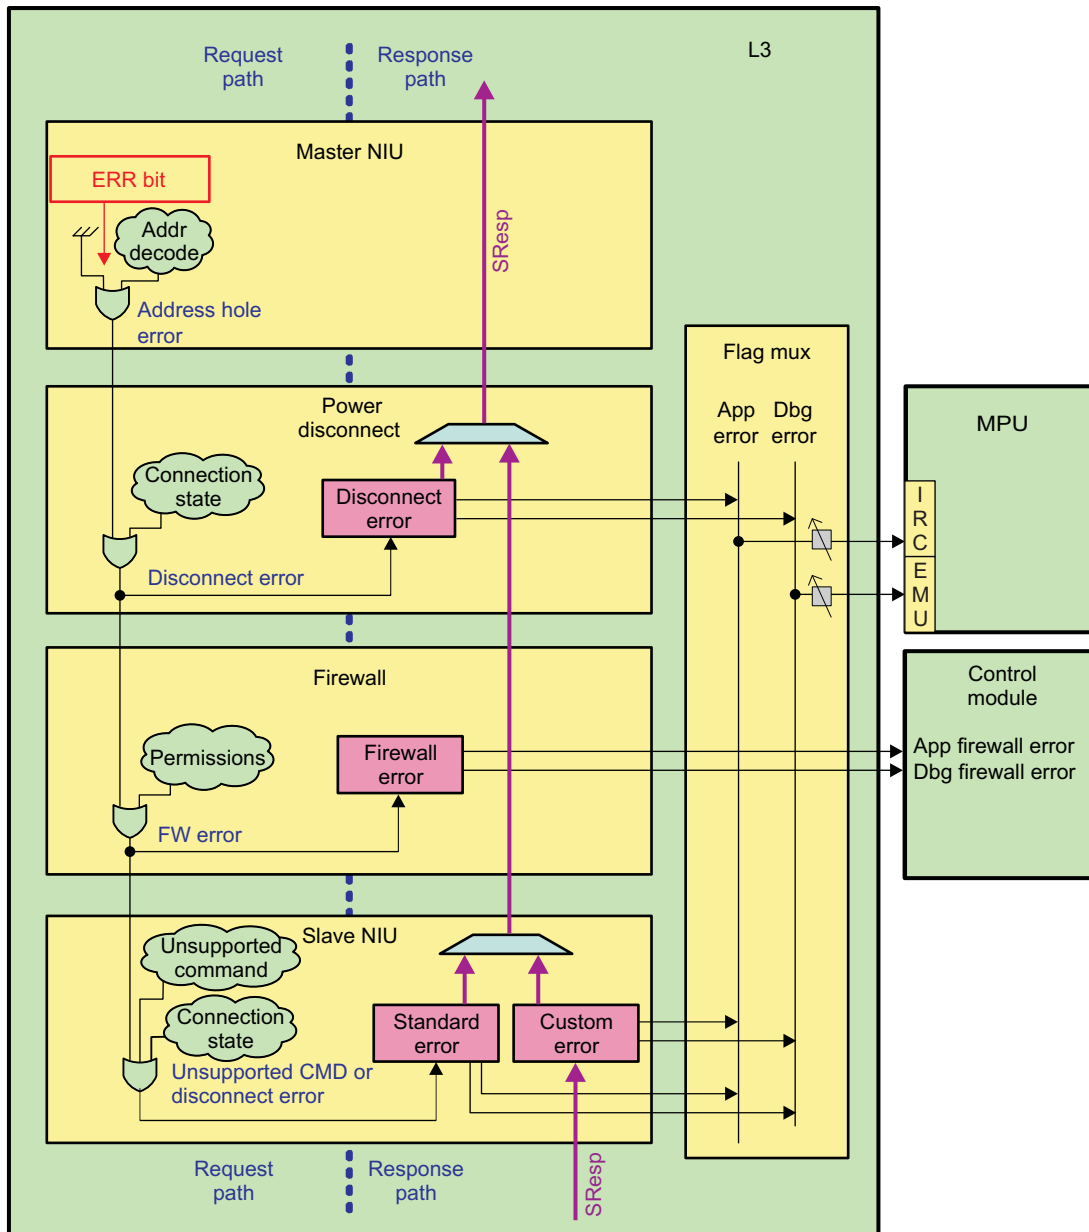 Request
path
Response
path
L3
Master NIU
ERR bit
Addr
decode
SResp
Address hole
error
Flag mux
App
error
Dbg
error
Power
disconnect
MPU
Connection
state
Disconnect
error
I
R
C
E
M
U
Disconnect error
Firewall
Control
module
Permissions
Firewall
error
App firewall error
Dbg firewall error
FW error
Slave NIU
Unsupported
command
Connection
state
Standard
error
Custom
error
Unsupported CMD or
disconnect error
Request
path
Response
path
SResp